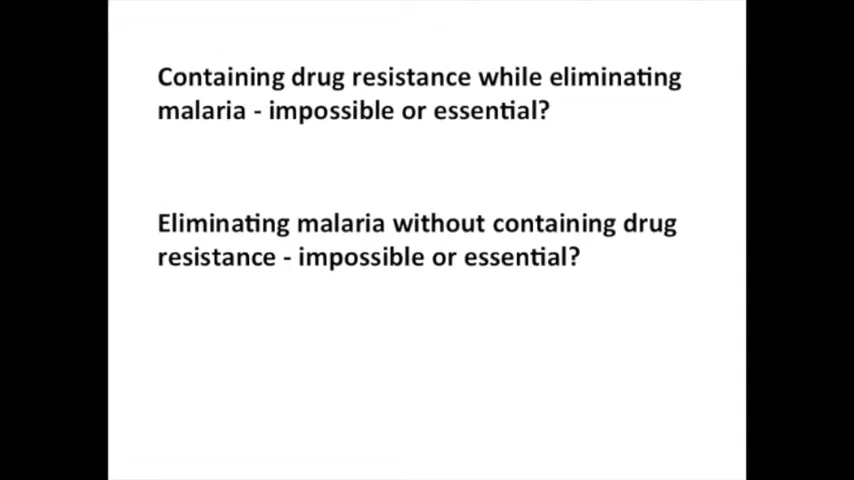 Containing drug resistance while eliminating
malaria - impossible or essential?
Eliminating malaria without containing drug
resistance - impossible or essential?